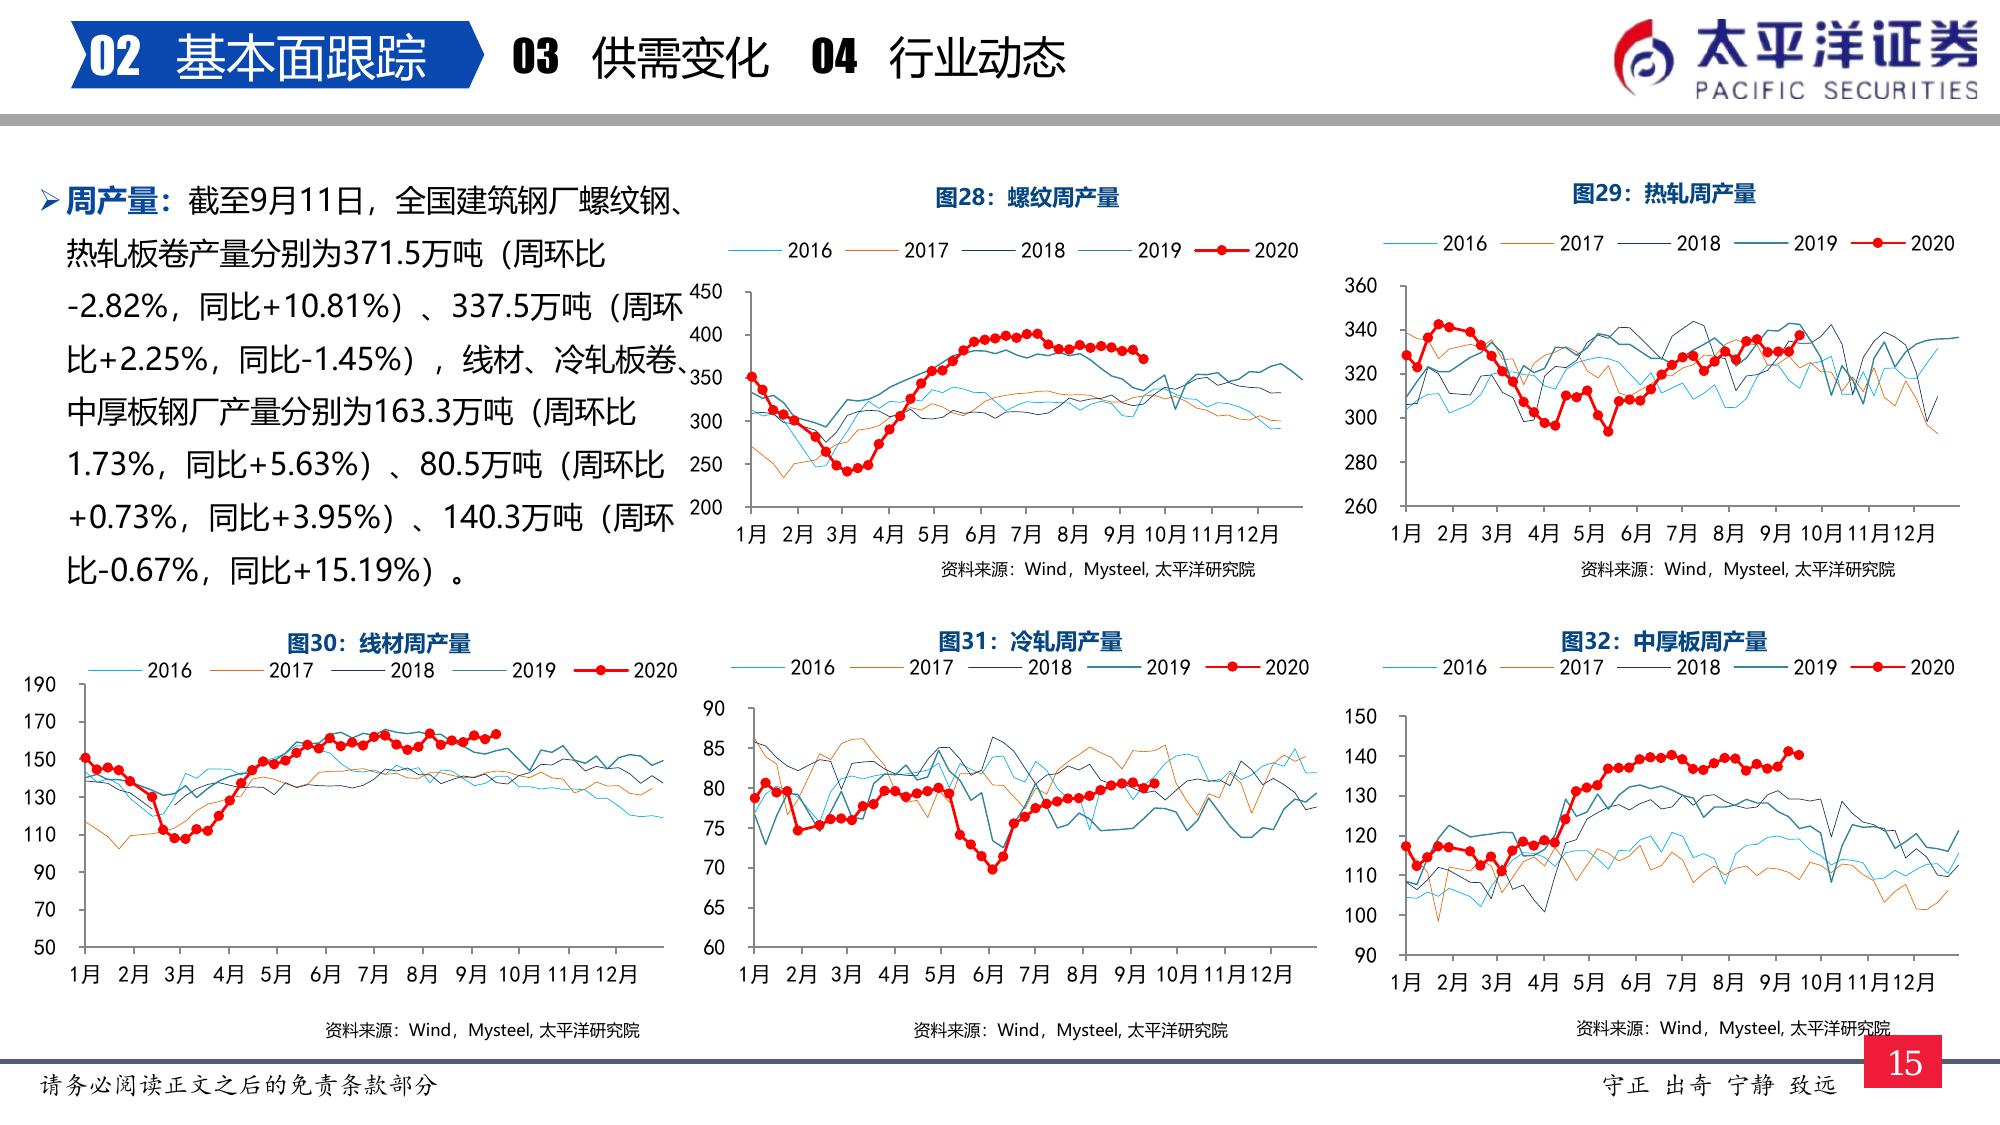 02 基本面跟踪 03 供需变化 04 行业动态
太平洋证券
PACIFIC SECURITIES
周产量：截至9月11日，全国建筑钢厂螺纹钢、
热轧板卷产量分别为371.5万吨（周环比
-2.82%，同比+10.81%）、337.5万吨（周环
比+2.25%，同比-1.45%），线材、冷轧板卷、
中厚板钢厂产量分别为163.3万吨（周环比
1.73%，同比+5.63%）、80.5万吨（周环比
+0.73%，同比+3.95%）、140.3万吨（周环
比-0.67%，同比+15.19%）。
图28：螺纹周产量
2016 2017 2018 2019 2020
450
400
350
300
250
200
1月 2月 3月 4月 5月 6月 7月 8月 9月 10月 11月 12月
资料来源：Wind，Mysteel, 太平洋研究院
图29：热轧周产量
2016 2017 2018 2019 2020
360
340
320
300
280
260
1月 2月 3月 4月 5月 6月 7月 8月 9月 10月 11月 12月
资料来源：Wind，Mysteel, 太平洋研究院
图30：线材周产量
2016 2017 2018 2019 2020
190
170
150
130
110
90
70
50
1月 2月 3月 4月 5月 6月 7月 8月 9月 10月 11月 12月
资料来源：Wind，Mysteel, 太平洋研究院
图31：冷轧周产量
2016 2017 2018 2019 2020
90
85
80
75
70
65
60
1月 2月 3月 4月 5月 6月 7月 8月 9月 10月 11月 12月
资料来源：Wind，Mysteel, 太平洋研究院
图32：中厚板周产量
2016 2017 2018 2019 2020
150
140
130
120
110
100
90
1月 2月 3月 4月 5月 6月 7月 8月 9月 10月 11月 12月
资料来源：Wind，Mysteel, 太平洋研究院
请务必阅读正文之后的免责条款部分
守正 出奇 宁静 致远
15